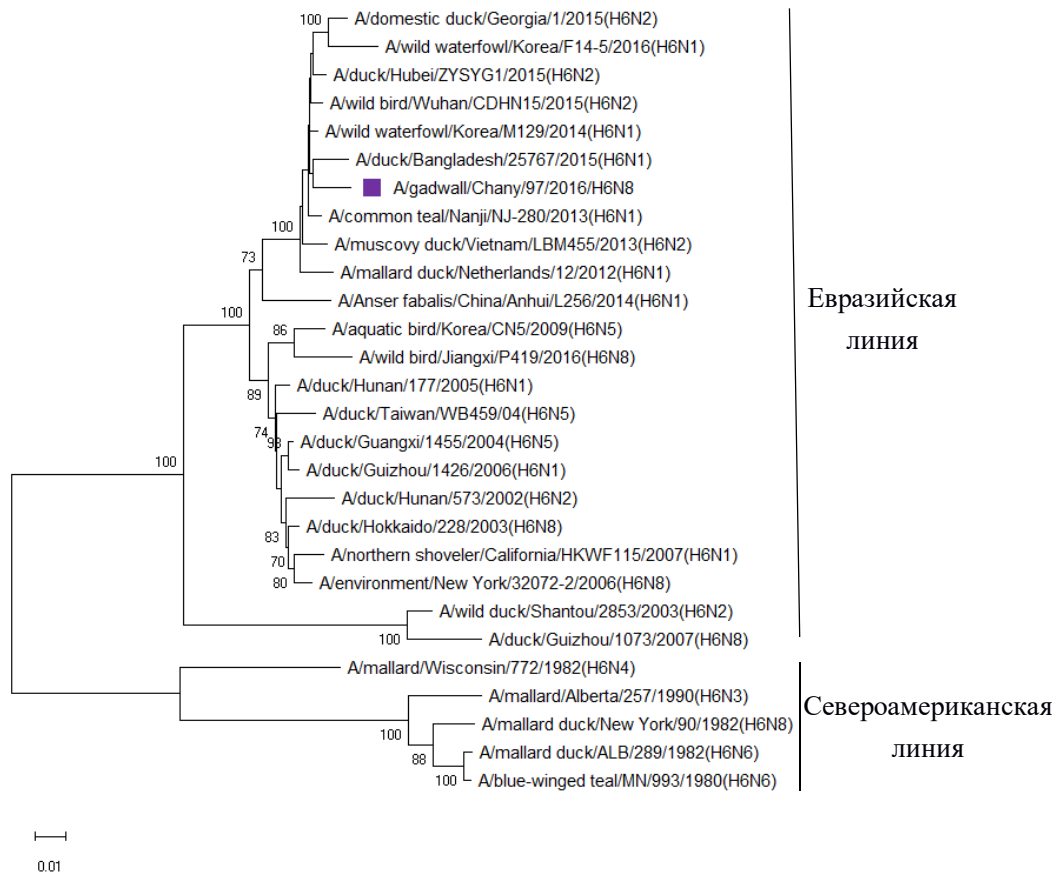 100
A/domestic duck/Georgia/1/2015(H6N2)
A/wild waterfowl/Korea/F14-5/2016(H6N1)
A/duck/Hubei/ZYSYG1/2015(H6N2)
A/wild bird/Wuhan/CDHN15/2015(H6N2)
A/wild waterfowl/Korea/M129/2014(H6N1)
A/duck/Bangladesh/25767/2015(H6N1)
A/gadwall/Chany/97/2016/H6N8
A/common teal/Nanji/NJ-280/2013(H6N1)
100
A/muscovy duck/Vietnam/LBM455/2013(H6N2)
73
A/mallard duck/Netherlands/12/2012(H6N1)
A/Anser fabalis/China/Anhui/L256/2014(H6N1)
100
86
A/aquatic bird/Korea/CN5/2009(H6N5)
A/wild bird/Jiangxi/P419/2016(H6N8)
89
A/duck/Hunan/177/2005(H6N1)
A/duck/Taiwan/WB459/04(H6N5)
74
98
A/duck/Guangxi/1455/2004(H6N5)
100
A/duck/Guizhou/1426/2006(H6N1)
A/duck/Hunan/573/2002(H6N2)
83
A/duck/Hokkaido/228/2003(H6N8)
70
A/northern shoveler/California/HKWF115/2007(H6N1)
80
A/environment/New York/32072-2/2006(H6N8)
A/wild duck/Shantou/2853/2003(H6N2)
100
A/duck/Guizhou/1073/2007(H6N8)
A/mallard/Wisconsin/772/1982(H6N4)
A/mallard/Alberta/257/1990(H6N3)
100
A/mallard duck/New York/90/1982(H6N8)
88
A/mallard duck/ALB/289/1982(H6N6)
100
A/blue-winged teal/MN/993/1980(H6N6)
Евразийская
линия
Североамериканская
линия
0.01